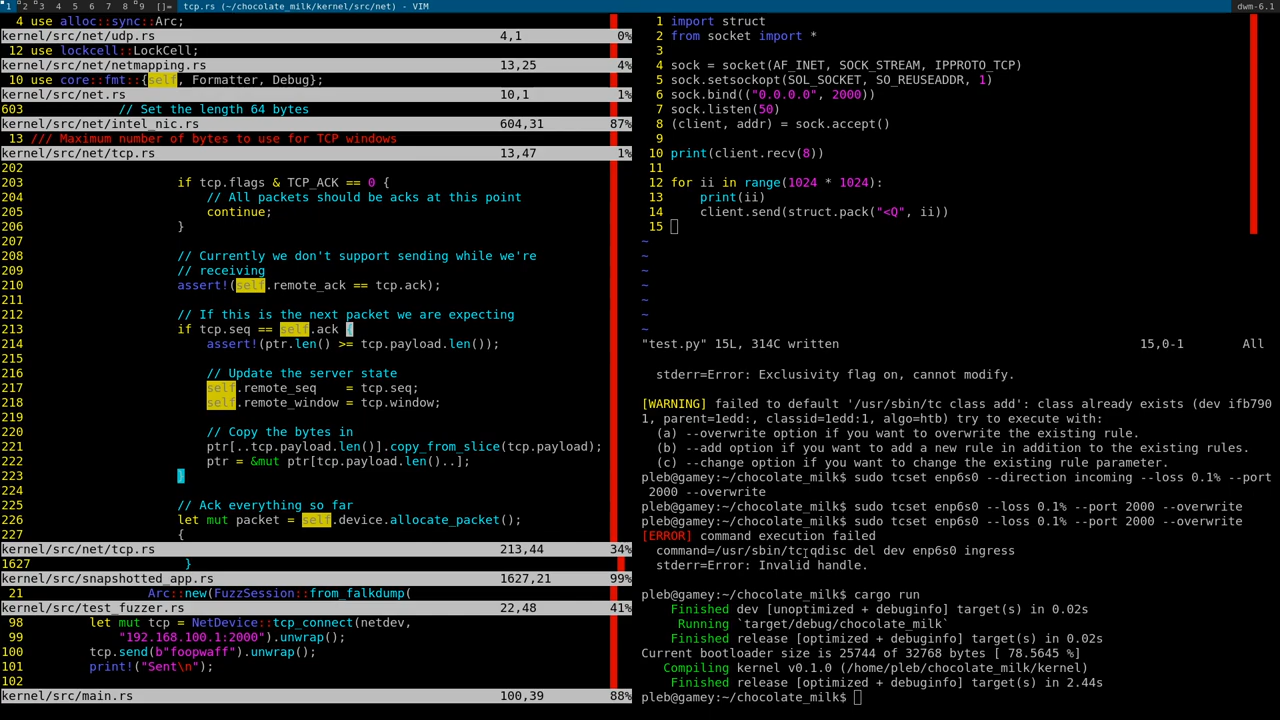 1 2 3 4 5 6 7 8 9 []= tcp.rs (~/chocolate_milk/kernel/src/net) - VIM dwm-6.1
4 use alloc::sync::Arc;
kernel/src/net/udp.rs 4,1 0%
12 use lockcell::LockCell;
kernel/src/net/netmapping.rs 13,25 4%
10 use core::fmt::{self, Formatter, Debug};
kernel/src/net.rs 10,1 1%
603 // Set the length 64 bytes
kernel/src/net/intel_nic.rs 604,31 87%
13 /// Maximum number of bytes to use for TCP windows
kernel/src/net/tcp.rs 13,47 1%
202
203 if tcp.flags & TCP_ACK == 0 {
204 // All packets should be acks at this point
205 continue;
206 }
207
208 // Currently we don't support sending while we're
209 // receiving
210 assert!(self.remote_ack == tcp.ack);
211
212 // If this is the next packet we are expecting
213 if tcp.seq == self.ack {
214 assert!(ptr.len() >= tcp.payload.len());
215
216 // Update the server state
217 self.remote_seq    = tcp.seq;
218 self.remote_window = tcp.window;
219
220 // Copy the bytes in
221 ptr[..tcp.payload.len()].copy_from_slice(tcp.payload);
222 ptr = &mut ptr[tcp.payload.len()..];
223 }
224
225 // Ack everything so far
226 let mut packet = self.device.allocate_packet();
227 {
kernel/src/net/tcp.rs 213,44 34%
1627 }
kernel/src/snapshotted_app.rs 1627,21 99%
21 Arc::new(FuzzSession::from_falkdump(
kernel/src/test_fuzzer.rs 22,48 41%
98 let mut tcp = NetDevice::tcp_connect(netdev,
99 "192.168.100.1:2000").unwrap();
100 tcp.send(b"foopwaff").unwrap();
101 print!("Sent\n");
102
kernel/src/main.rs 100,39 88%
1 import struct
2 from socket import *
3
4 sock = socket(AF_INET, SOCK_STREAM, IPPROTO_TCP)
5 sock.setsockopt(SOL_SOCKET, SO_REUSEADDR, 1)
6 sock.bind(("0.0.0.0", 2000))
7 sock.listen(50)
8 (client, addr) = sock.accept()
9
10 print(client.recv(8))
11
12 for ii in range(1024 * 1024):
13 print(ii)
14 client.send(struct.pack("<Q", ii))
15
~
~
~
~
~
~
~
"test.py" 15L, 314C written 15,0-1 All
stderr=Error: Exclusivity flag on, cannot modify.
[WARNING] failed to default '/usr/sbin/tc class add': class already exists (dev ifb790
1, parent=1edd:, classid=1edd:1, algo=htb) try to execute with:
(a) --overwrite option if you want to overwrite the existing rule.
(b) --add option if you want to add a new rule in addition to the existing rules.
(c) --change option if you want to change the existing rule parameter.
pleb@gamey:~/chocolate_milk$ sudo tcset enp6s0 --direction incoming --loss 0.1% --port
2000 --overwrite
pleb@gamey:~/chocolate_milk$ sudo tcset enp6s0 --loss 0.1% --port 2000 --overwrite
pleb@gamey:~/chocolate_milk$ sudo tcset enp6s0 --loss 0.1% --port 2000 --overwrite
[ERROR] command execution failed
command=/usr/sbin/tc qdisc del dev enp6s0 ingress
stderr=Error: Invalid handle.
pleb@gamey:~/chocolate_milk$ cargo run
Finished dev [unoptimized + debuginfo] target(s) in 0.02s
Running `target/debug/chocolate_milk`
Finished release [optimized + debuginfo] target(s) in 0.02s
Current bootloader size is 25744 of 32768 bytes [ 78.5645 %]
Compiling kernel v0.1.0 (/home/pleb/chocolate_milk/kernel)
Finished release [optimized + debuginfo] target(s) in 2.44s
pleb@gamey:~/chocolate_milk$